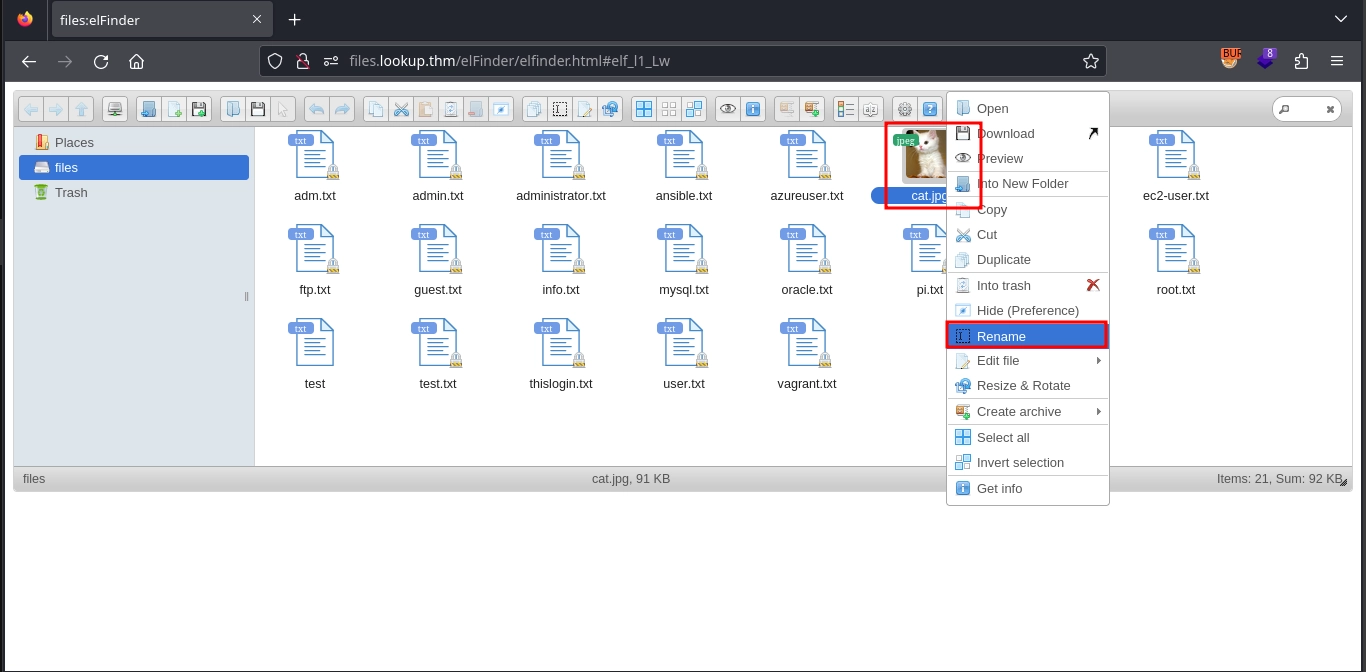 files:elFinder
BUR
8
files.lookup.thm/elFinder/elfinder.html#elf_l1_Lw
Places
files
Trash
txt
txt
txt
txt
txt
jpeg
txt
adm.txt
admin.txt
administrator.txt
ansible.txt
azureuser.txt
cat.jpg
ec2-user.txt
txt
txt
txt
txt
txt
txt
txt
ftp.txt
guest.txt
info.txt
mysql.txt
oracle.txt
pi.txt
root.txt
txt
txt
txt
txt
txt
test
test.txt
thislogin.txt
user.txt
vagrant.txt
Open
Download
Preview
Into New Folder
Copy
Cut
Duplicate
Into trash
Hide (Preference)
Rename
Edit file
Resize & Rotate
Create archive
Select all
Invert selection
Get info
files
cat.jpg, 91 KB
Items: 21, Sum: 92 KB